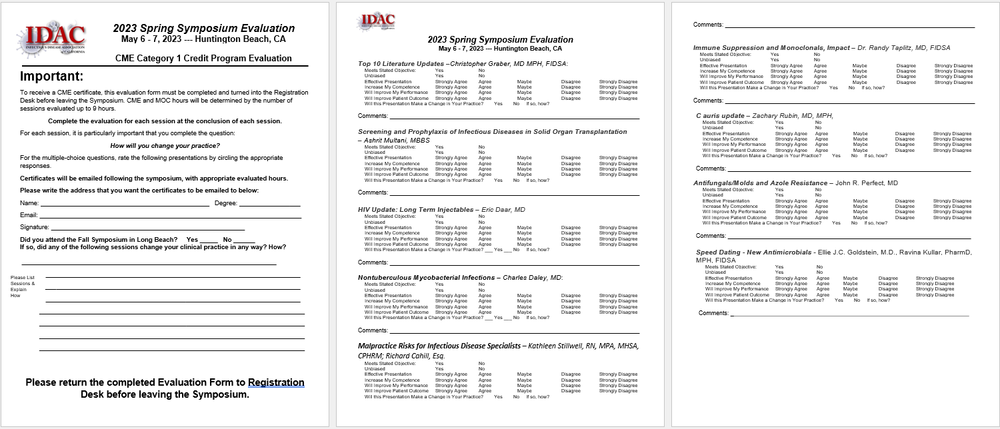 IDAC
INFECTIOUS DISEASE ASSOCIATION
of CALIFORNIA
2023 Spring Symposium Evaluation
May 6 - 7, 2023 --- Huntington Beach, CA
CME Category 1 Credit Program Evaluation
Important:
To receive a CME certificate, this evaluation form must be completed and turned into the Registration
Desk before leaving the Symposium. CME and MOC hours will be determined by the number of
sessions evaluated up to 9 hours.
Complete the evaluation for each session at the conclusion of each session.
For each session, it is particularly important that you complete the question:
How will you change your practice?
For the multiple-choice questions, rate the following presentations by circling the appropriate
responses.
Certificates will be emailed following the symposium, with appropriate evaluated hours.
Please write the address that you want the certificates to be emailed to below:
Name: Degree:
Email:
Signature:
Did you attend the Fall Symposium in Long Beach? Yes _____ No ______
If so, did any of the following sessions change your clinical practice in any way? How?
Please List
Sessions &
Explain
How
Please return the completed Evaluation Form to Registration
Desk before leaving the Symposium.
IDAC
2023 Spring Symposium Evaluation
May 6 - 7, 2023 --- Huntington Beach, CA
Top 10 Literature Updates –Christopher Graber, MD MPH, FIDSA:
Meets Stated Objective: Yes No
Unbiased Yes No
Effective Presentation Strongly Agree Agree Maybe Disagree Strongly Disagree
Increase My Competence Strongly Agree Agree Maybe Disagree Strongly Disagree
Will Improve My Performance Strongly Agree Agree Maybe Disagree Strongly Disagree
Will Improve Patient Outcome Strongly Agree Agree Maybe Disagree Strongly Disagree
Will this Presentation Make a Change in Your Practice? Yes No If so, how?
Comments:
Screening and Prophylaxis of Infectious Diseases in Solid Organ Transplantation
– Ashrit Multani, MBBS
Meets Stated Objective: Yes No
Unbiased Yes No
Effective Presentation Strongly Agree Agree Maybe Disagree Strongly Disagree
Increase My Competence Strongly Agree Agree Maybe Disagree Strongly Disagree
Will Improve My Performance Strongly Agree Agree Maybe Disagree Strongly Disagree
Will Improve Patient Outcome Strongly Agree Agree Maybe Disagree Strongly Disagree
Will this Presentation Make a Change in Your Practice? Yes No If so, how?
Comments:
HIV Update: Long Term Injectables – Eric Daar, MD
Meets Stated Objective: Yes No
Unbiased Yes No
Effective Presentation Strongly Agree Agree Maybe Disagree Strongly Disagree
Increase My Competence Strongly Agree Agree Maybe Disagree Strongly Disagree
Will Improve My Performance Strongly Agree Agree Maybe Disagree Strongly Disagree
Will Improve Patient Outcome Strongly Agree Agree Maybe Disagree Strongly Disagree
Will this Presentation Make a Change in Your Practice? ___ Yes ___ No If so, how?
Comments:
Nontuberculous Mycobacterial Infections – Charles Daley, MD:
Meets Stated Objective: Yes No
Unbiased Yes No
Effective Presentation Strongly Agree Agree Maybe Disagree Strongly Disagree
Increase My Competence Strongly Agree Agree Maybe Disagree Strongly Disagree
Will Improve My Performance Strongly Agree Agree Maybe Disagree Strongly Disagree
Will Improve Patient Outcome Strongly Agree Agree Maybe Disagree Strongly Disagree
Will this Presentation Make a Change in Your Practice? ___ Yes ___ No If so, how?
Comments:
Malpractice Risks for Infectious Disease Specialists – Kathleen Stillwell, RN, MPA, MHSA,
CPHRM; Richard Cahill, Esq.
Meets Stated Objective: Yes No
Unbiased Yes No
Effective Presentation Strongly Agree Agree Maybe Disagree Strongly Disagree
Increase My Competence Strongly Agree Agree Maybe Disagree Strongly Disagree
Will Improve My Performance Strongly Agree Agree Maybe Disagree Strongly Disagree
Will Improve Patient Outcome Strongly Agree Agree Maybe Disagree Strongly Disagree
Will this Presentation Make a Change in Your Practice? Yes No If so, how?
Comments:
Immune Suppression and Monoclonals, Impact – Dr. Randy Taplitz, MD, FIDSA
Meets Stated Objective: Yes No
Unbiased Yes No
Effective Presentation Strongly Agree Agree Maybe Disagree Strongly Disagree
Increase My Competence Strongly Agree Agree Maybe Disagree Strongly Disagree
Will Improve My Performance Strongly Agree Agree Maybe Disagree Strongly Disagree
Will Improve Patient Outcome Strongly Agree Agree Maybe Disagree Strongly Disagree
Will this Presentation Make a Change in Your Practice? Yes No If so, how?
Comments:
C auris update – Zachary Rubin, MD, MPH,
Meets Stated Objective: Yes No
Unbiased Yes No
Effective Presentation Strongly Agree Agree Maybe Disagree Strongly Disagree
Increase My Competence Strongly Agree Agree Maybe Disagree Strongly Disagree
Will Improve My Performance Strongly Agree Agree Maybe Disagree Strongly Disagree
Will Improve Patient Outcome Strongly Agree Agree Maybe Disagree Strongly Disagree
Will this Presentation Make a Change in Your Practice? Yes No If so, how?
Comments:
Antifungals/Molds and Azole Resistance – John R. Perfect, MD
Meets Stated Objective: Yes No
Unbiased Yes No
Effective Presentation Strongly Agree Agree Maybe Disagree Strongly Disagree
Increase My Competence Strongly Agree Agree Maybe Disagree Strongly Disagree
Will Improve My Performance Strongly Agree Agree Maybe Disagree Strongly Disagree
Will Improve Patient Outcome Strongly Agree Agree Maybe Disagree Strongly Disagree
Will this Presentation Make a Change in Your Practice? Yes No If so, how?
Comments:
Speed Dating - New Antimicrobials - Ellie J.C. Goldstein, M.D., Ravina Kullar, PharmD,
MPH, FIDSA
Meets Stated Objective: Yes No
Unbiased Yes No
Effective Presentation Strongly Agree Agree Maybe Disagree Strongly Disagree
Increase My Competence Strongly Agree Agree Maybe Disagree Strongly Disagree
Will Improve My Performance Strongly Agree Agree Maybe Disagree Strongly Disagree
Will Improve Patient Outcome Strongly Agree Agree Maybe Disagree Strongly Disagree
Will this Presentation Make a Change in Your Practice? Yes No If so, how?
Comments: _